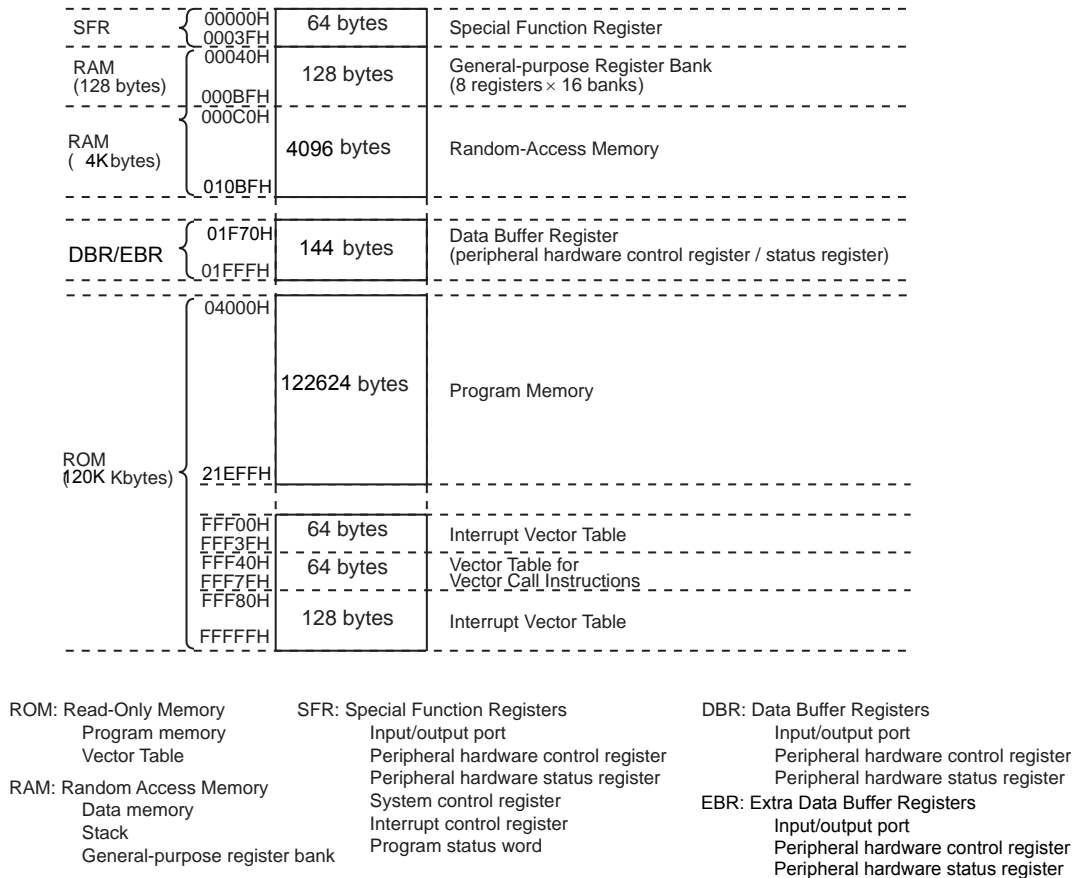 SFR
00000H
0003FH
64 bytes
Special Function Register
RAM
(128 bytes)
00040H
000BFH
128 bytes
General-purpose Register Bank
(8 registers × 16 banks)
RAM
( 4Kbytes)
000C0H
010BFH
4096 bytes
Random-Access Memory
DBR/EBR
01F70H
01FFFH
144 bytes
Data Buffer Register
(peripheral hardware control register / status register)
ROM
(120K Kbytes)
04000H
21EFFH
122624 bytes
Program Memory
FFF00H
FFF3FH
64 bytes
Interrupt Vector Table
FFF40H
FFF7FH
64 bytes
Vector Table for
Vector Call Instructions
FFF80H
FFFFFH
128 bytes
Interrupt Vector Table
ROM: Read-Only Memory
Program memory
Vector Table
RAM: Random Access Memory
Data memory
Stack
General-purpose register bank
SFR: Special Function Registers
Input/output port
Peripheral hardware control register
Peripheral hardware status register
System control register
Interrupt control register
Program status word
DBR: Data Buffer Registers
Input/output port
Peripheral hardware control register
Peripheral hardware status register
EBR: Extra Data Buffer Registers
Input/output port
Peripheral hardware control register
Peripheral hardware status register